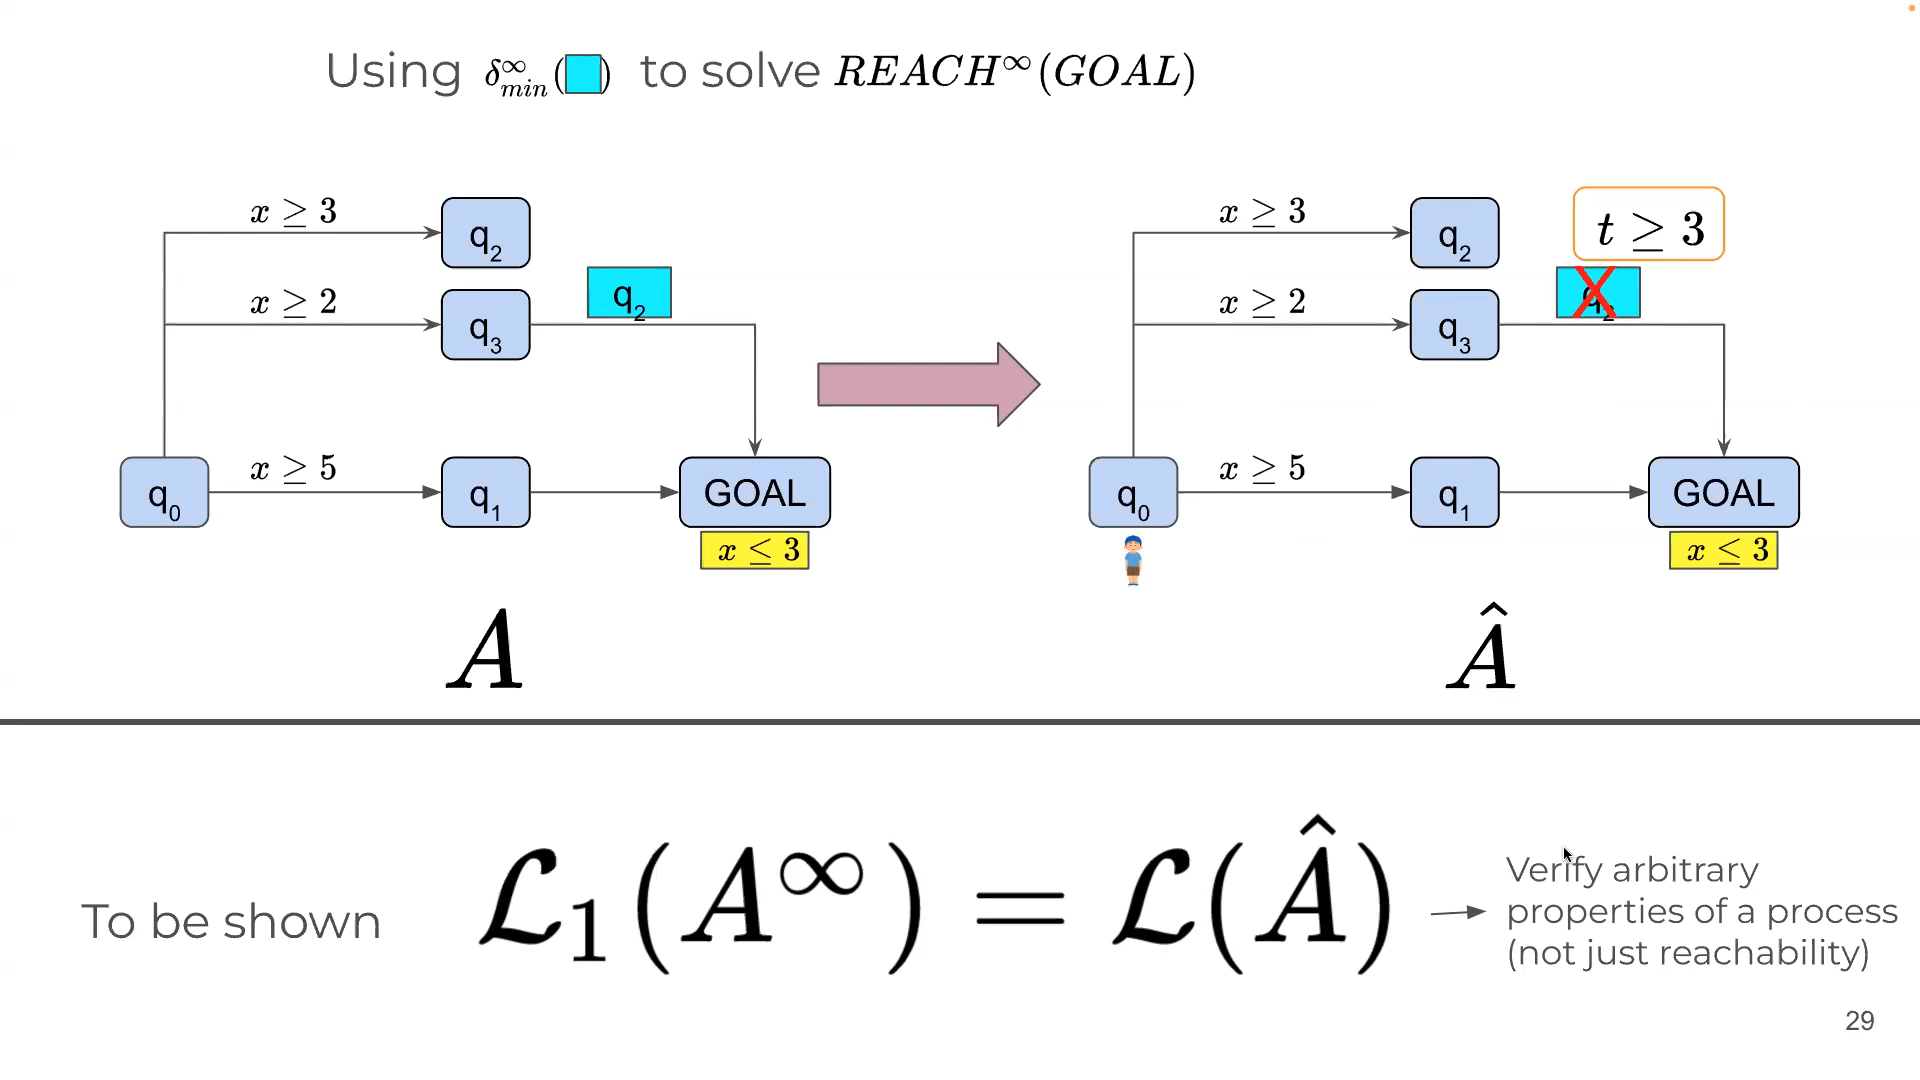 Using δ^∞_min( ) to solve REACH^∞(GOAL)
x ≥ 3
q₂
x ≥ 2
q₃
q₂
x ≥ 5
q₀
q₁
GOAL
x ≤ 3
A
x ≥ 3
q₂
t ≥ 3
x ≥ 2
q₃
q₂
x ≥ 5
q₀
q₁
GOAL
x ≤ 3
Â
To be shown
ℒ₁(A^∞) = ℒ(Â)
Verify arbitrary
properties of a process
(not just reachability)
29